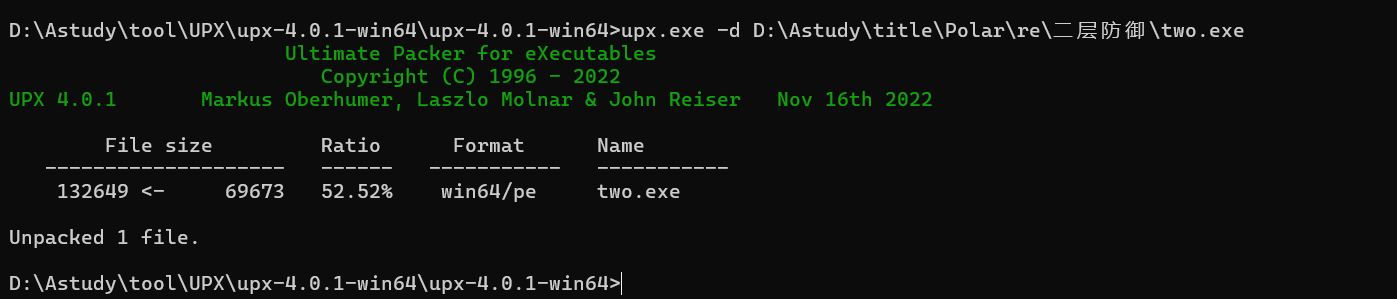 D:\Astudy\tool\UPX\upx-4.0.1-win64\upx-4.0.1-win64>upx.exe -d D:\Astudy\title\Polar\re\二层防御\two.exe
Ultimate Packer for eXecutables
Copyright (C) 1996 - 2022
UPX 4.0.1       Markus Oberhumer, Laszlo Molnar & John Reiser   Nov 16th 2022
File size         Ratio      Format      Name
--------------------   ------   -----------   -----------
132649 <-     69673   52.52%    win64/pe     two.exe
Unpacked 1 file.
D:\Astudy\tool\UPX\upx-4.0.1-win64\upx-4.0.1-win64>